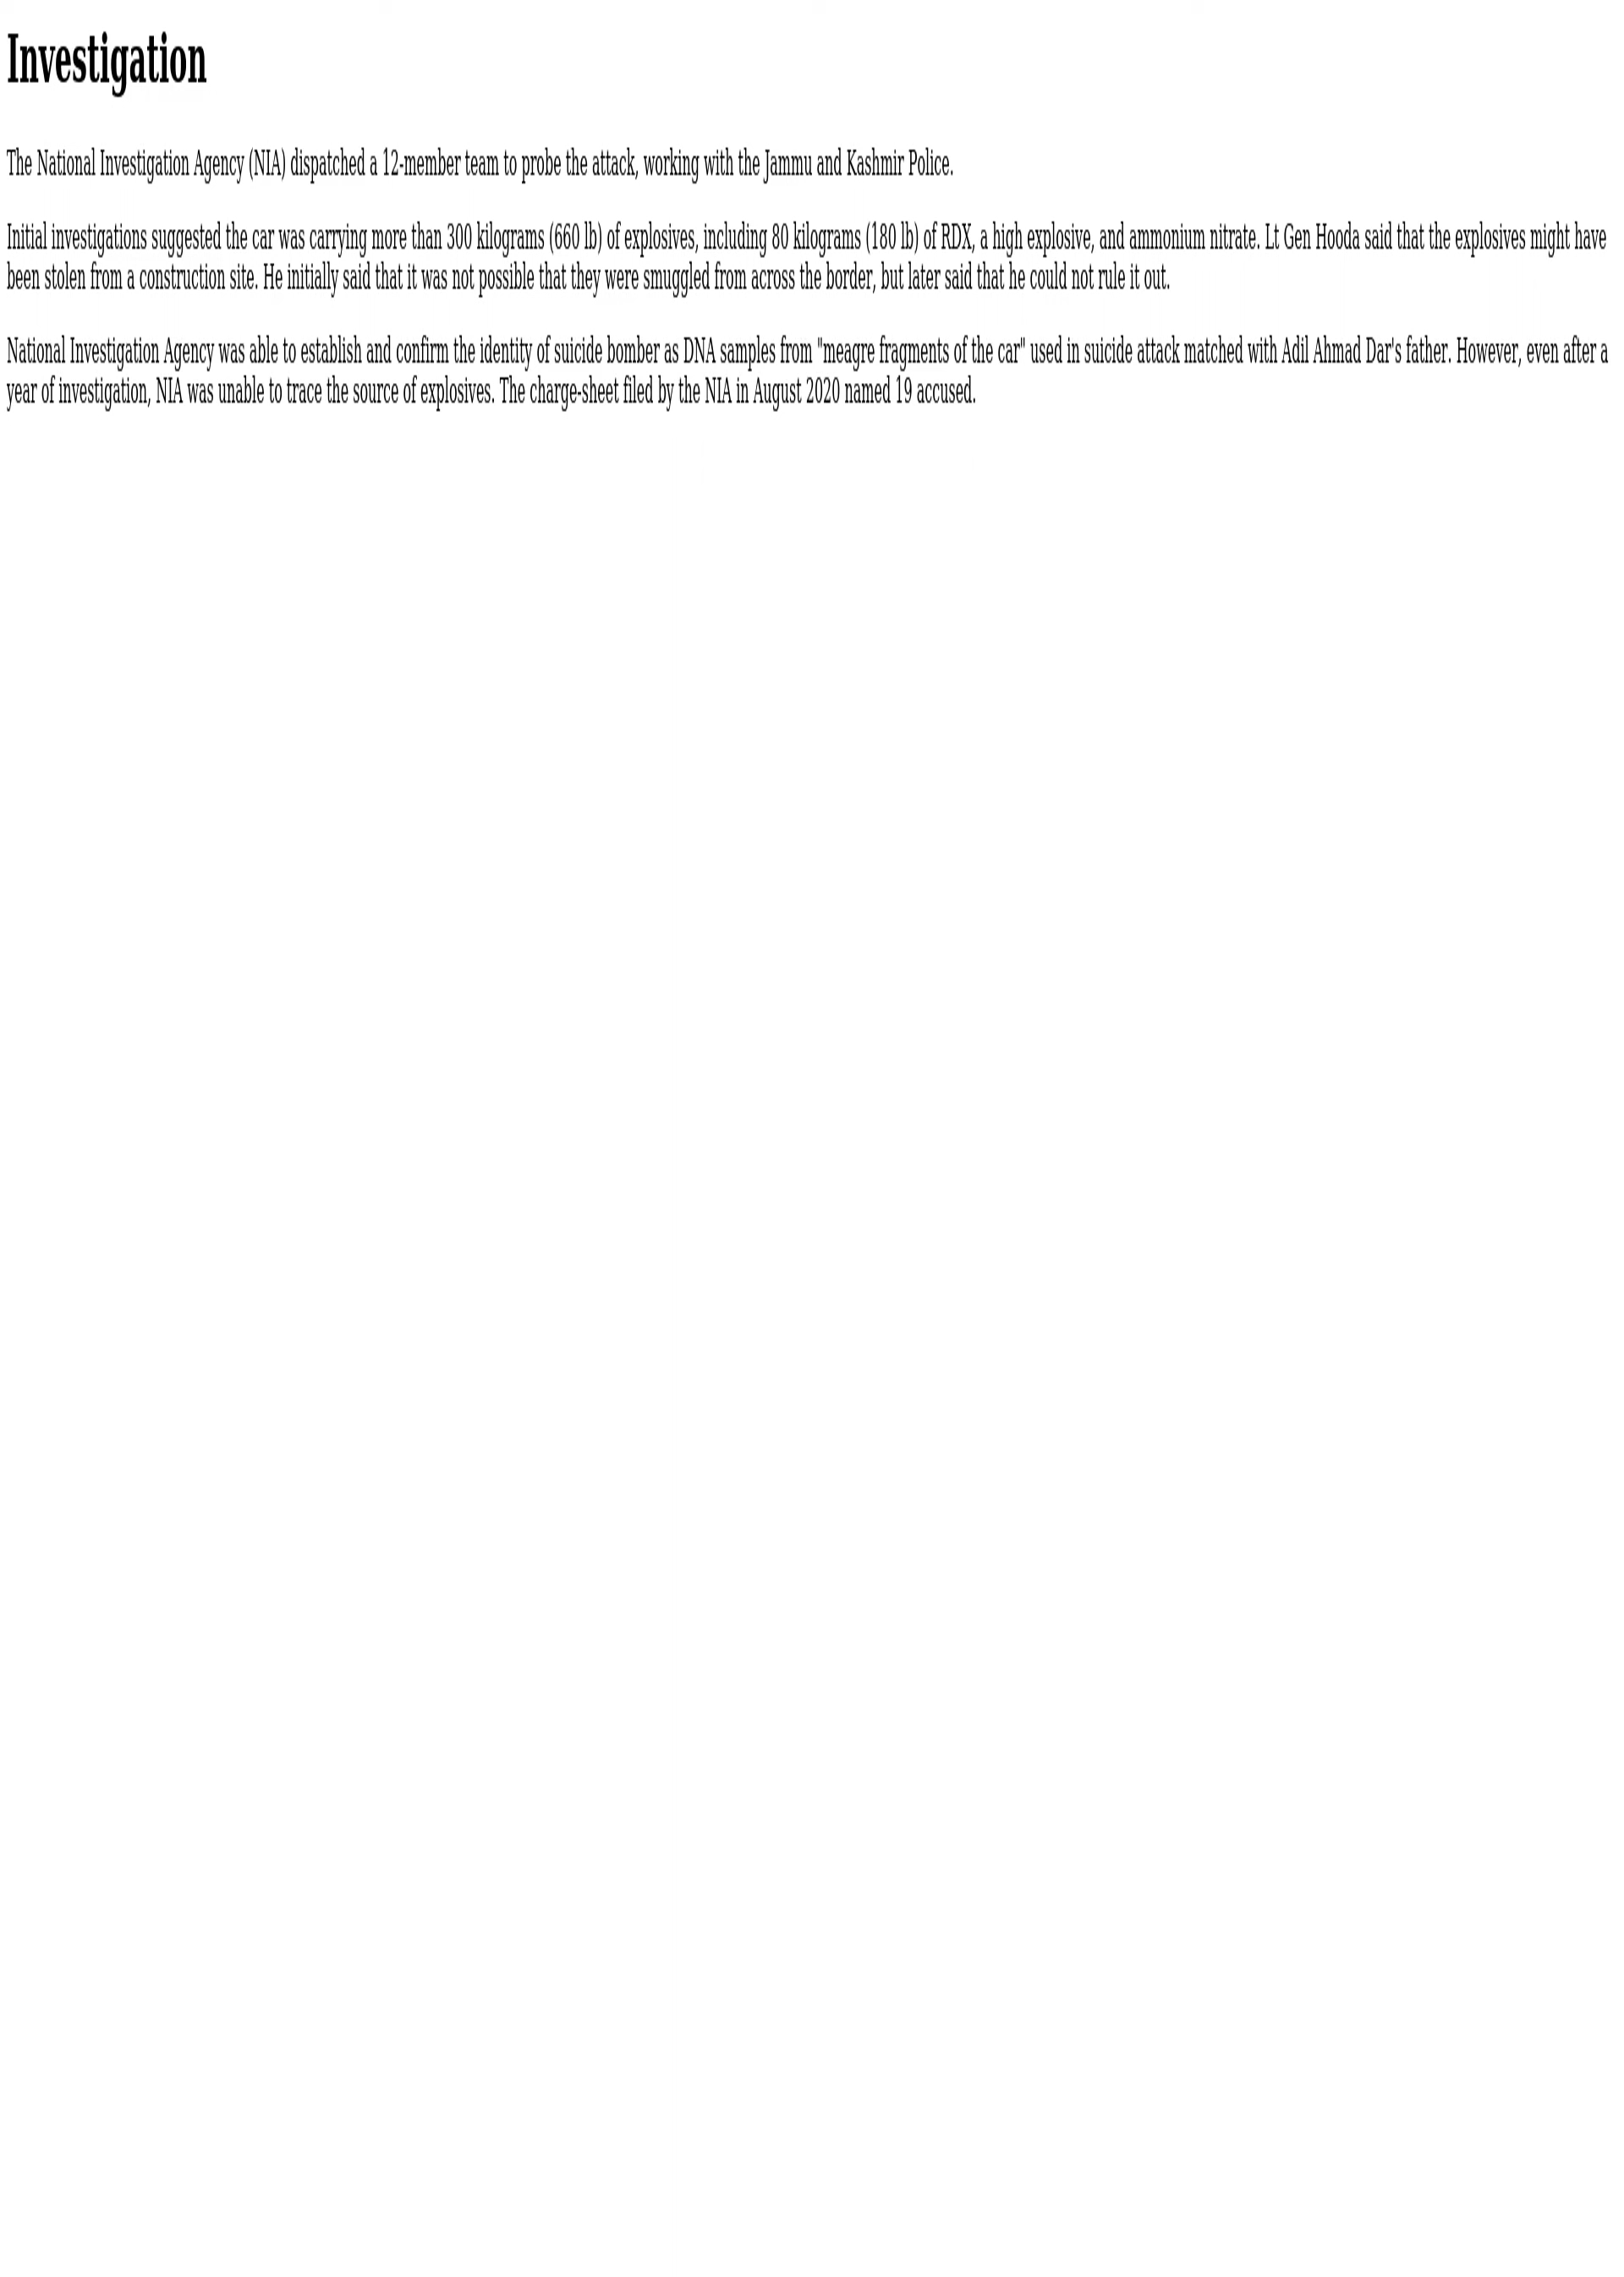 Investigation
The National Investigation Agency (NIA) dispatched a 12-member team to probe the attack, working with the Jammu and Kashmir Police.
Initial investigations suggested the car was carrying more than 300 kilograms (660 lb) of explosives, including 80 kilograms (180 lb) of RDX, a high explosive, and ammonium nitrate. Lt Gen Hooda said that the explosives might have
been stolen from a construction site. He initially said that it was not possible that they were smuggled from across the border, but later said that he could not rule it out.
National Investigation Agency was able to establish and confirm the identity of suicide bomber as DNA samples from "meagre fragments of the car" used in suicide attack matched with Adil Ahmad Dar's father. However, even after a
year of investigation, NIA was unable to trace the source of explosives. The charge-sheet filed by the NIA in August 2020 named 19 accused.